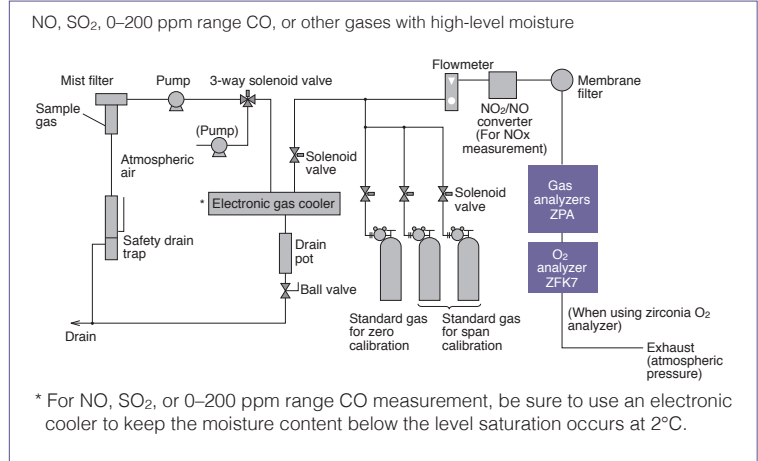 NO, SO₂, 0–200 ppm range CO, or other gases with high-level moisture
Flowmeter
Mist filter
Pump
3-way solenoid valve
Membrane
filter
Sample
gas
NO₂/NO
converter
(For NOx
measurement)
(Pump)
Atmospheric
air
Solenoid
valve
Solenoid
valve
Gas
analyzers
ZPA
* Electronic gas cooler
Safety drain
trap
Drain
pot
O₂
analyzer
ZFK7
Ball valve
Standard gas
for zero
calibration
Standard gas
for span
calibration
(When using zirconia O₂
analyzer)
Drain
Exhaust
(atmospheric
pressure)
* For NO, SO₂, or 0–200 ppm range CO measurement, be sure to use an electronic
cooler to keep the moisture content below the level saturation occurs at 2°C.